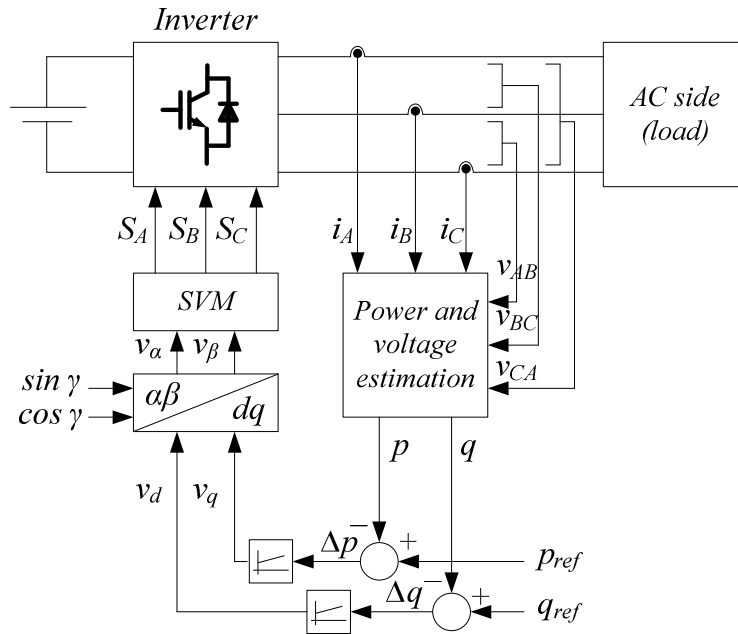 Inverter
AC side
(load)
S_A
S_B
S_C
i_A
i_B
i_C
v_AB
v_BC
v_CA
SVM
Power and
voltage
estimation
v_α
v_β
sin γ
cos γ
αβ
dq
p
q
v_d
v_q
Δp
−
+
p_ref
Δq
−
+
q_ref